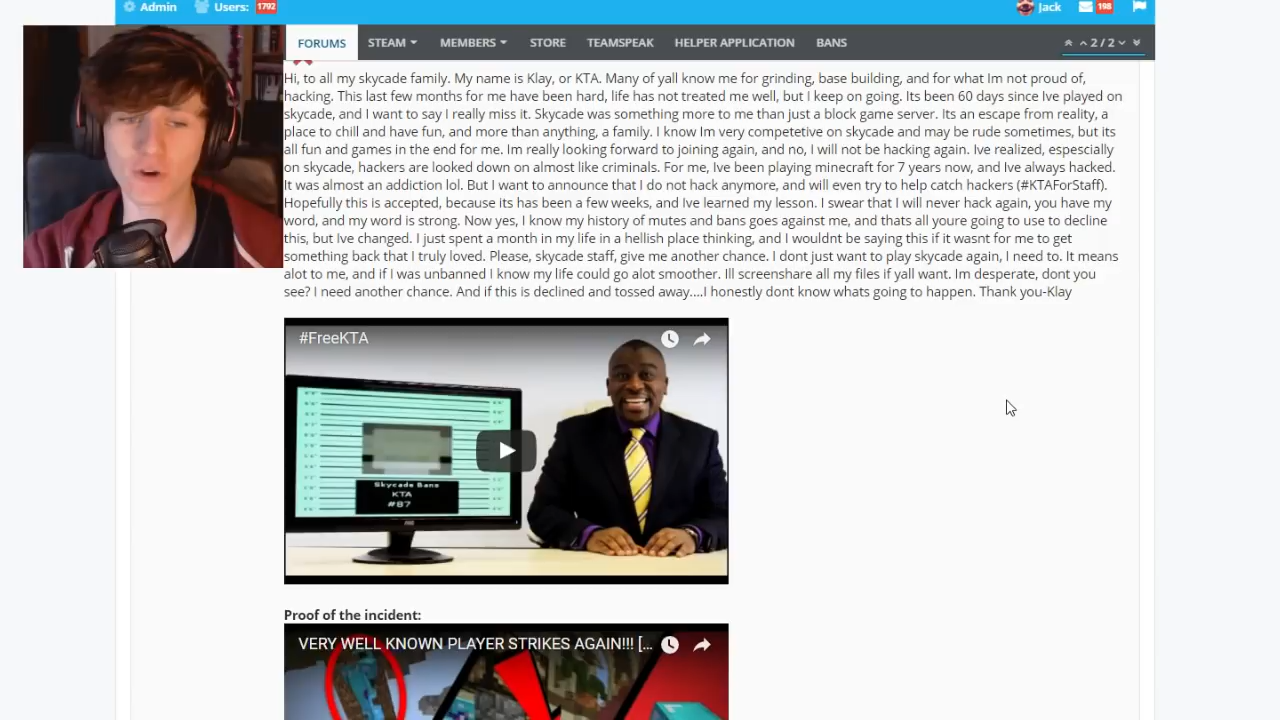 Admin Users: 1792 Jack 198
FORUMS STEAM MEMBERS STORE TEAMSPEAK HELPER APPLICATION BANS 2 / 2
Hi, to all my skycade family. My name is Klay, or KTA. Many of yall know me for grinding, base building, and for what Im not proud of,
hacking. This last few months for me have been hard, life has not treated me well, but I keep on going. Its been 60 days since Ive played on
skycade, and I want to say I really miss it. Skycade was something more to me than just a block game server. Its an escape from reality, a
place to chill and have fun, and more than anything, a family. I know Im very competetive on skycade and may be rude sometimes, but its
all fun and games in the end for me. Im really looking forward to joining again, and no, I will not be hacking again. Ive realized, espescially
on skycade, hackers are looked down on almost like criminals. For me, Ive been playing minecraft for 7 years now, and Ive always hacked.
It was almost an addiction lol. But I want to announce that I do not hack anymore, and will even try to help catch hackers (#KTAForStaff).
Hopefully this is accepted, because its has been a few weeks, and Ive learned my lesson. I swear that I will never hack again, you have my
word, and my word is strong. Now yes, I know my history of mutes and bans goes against me, and thats all youre going to use to decline
this, but Ive changed. I just spent a month in my life in a hellish place thinking, and I wouldnt be saying this if it wasnt for me to get
something back that I truly loved. Please, skycade staff, give me another chance. I dont just want to play skycade again, I need to. It means
alot to me, and if I was unbanned I know my life could go alot smoother. Ill screenshare all my files if yall want. Im desperate, dont you
see? I need another chance. And if this is declined and tossed away....I honestly dont know whats going to happen. Thank you-Klay
#FreeKTA
Skycade Bans
KTA
#87
Proof of the incident:
VERY WELL KNOWN PLAYER STRIKES AGAIN!!! [...